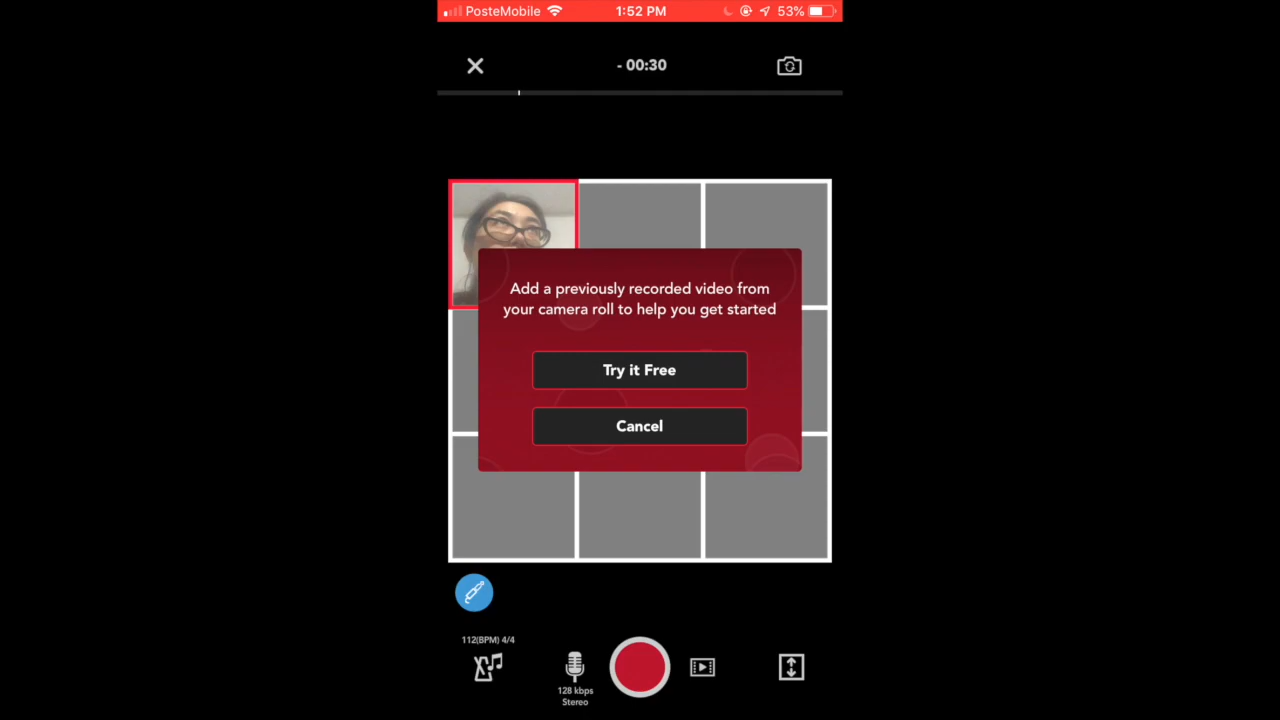 PosteMobile 1:52 PM 53%
- 00:30
Add a previously recorded video from
your camera roll to help you get started
Try it Free
Cancel
112(BPM) 4/4
128 kbps
Stereo